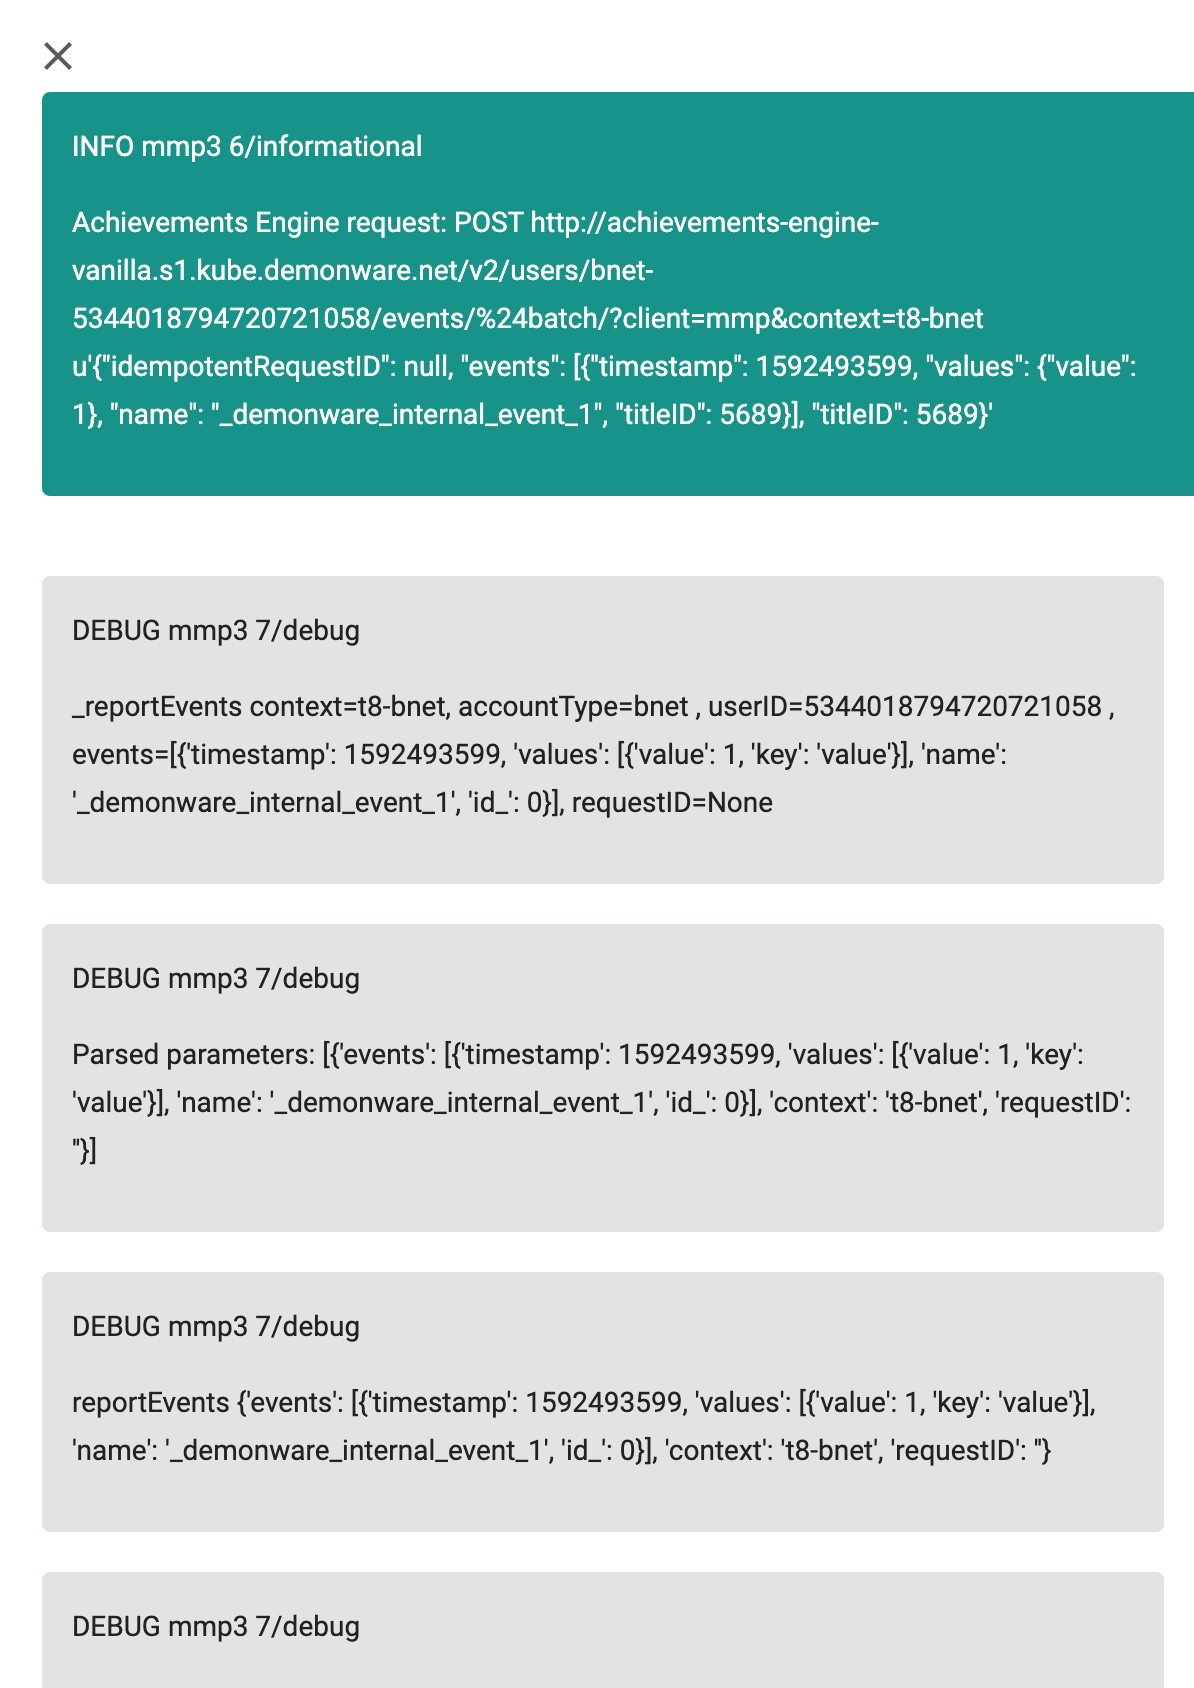 INFO mmp3 6/informational
Achievements Engine request: POST http://achievements-engine-
vanilla.s1.kube.demonware.net/v2/users/bnet-
5344018794720721058/events/%24batch/?client=mmp&context=t8-bnet
u'{"idempotentRequestID": null, "events": [{"timestamp": 1592493599, "values": {"value":
1}, "name": "_demonware_internal_event_1", "titleID": 5689}], "titleID": 5689}'
DEBUG mmp3 7/debug
_reportEvents context=t8-bnet, accountType=bnet , userID=5344018794720721058 ,
events=[{'timestamp': 1592493599, 'values': [{'value': 1, 'key': 'value'}], 'name':
'_demonware_internal_event_1', 'id_': 0}], requestID=None
DEBUG mmp3 7/debug
Parsed parameters: [{'events': [{'timestamp': 1592493599, 'values': [{'value': 1, 'key':
'value'}], 'name': '_demonware_internal_event_1', 'id_': 0}], 'context': 't8-bnet', 'requestID':
''}]
DEBUG mmp3 7/debug
reportEvents {'events': [{'timestamp': 1592493599, 'values': [{'value': 1, 'key': 'value'}],
'name': '_demonware_internal_event_1', 'id_': 0}], 'context': 't8-bnet', 'requestID': ''}
DEBUG mmp3 7/debug